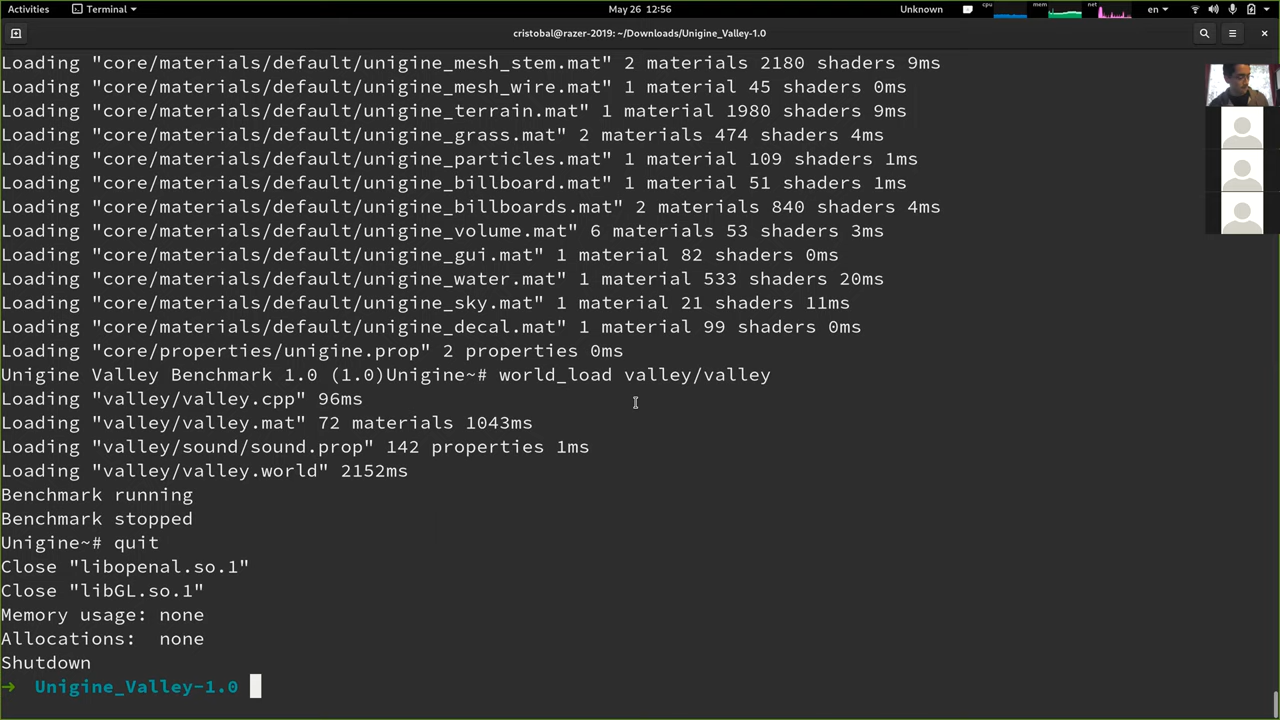 Activities Terminal May 26 12:56 Unknown cpu mem net en
cristobal@razer-2019: ~/Downloads/Unigine_Valley-1.0
Loading "core/materials/default/unigine_mesh_stem.mat" 2 materials 2180 shaders 9ms
Loading "core/materials/default/unigine_mesh_wire.mat" 1 material 45 shaders 0ms
Loading "core/materials/default/unigine_terrain.mat" 1 material 1980 shaders 9ms
Loading "core/materials/default/unigine_grass.mat" 2 materials 474 shaders 4ms
Loading "core/materials/default/unigine_particles.mat" 1 material 109 shaders 1ms
Loading "core/materials/default/unigine_billboard.mat" 1 material 51 shaders 1ms
Loading "core/materials/default/unigine_billboards.mat" 2 materials 840 shaders 4ms
Loading "core/materials/default/unigine_volume.mat" 6 materials 53 shaders 3ms
Loading "core/materials/default/unigine_gui.mat" 1 material 82 shaders 0ms
Loading "core/materials/default/unigine_water.mat" 1 material 533 shaders 20ms
Loading "core/materials/default/unigine_sky.mat" 1 material 21 shaders 11ms
Loading "core/materials/default/unigine_decal.mat" 1 material 99 shaders 0ms
Loading "core/properties/unigine.prop" 2 properties 0ms
Unigine Valley Benchmark 1.0 (1.0)Unigine~# world_load valley/valley
Loading "valley/valley.cpp" 96ms
Loading "valley/valley.mat" 72 materials 1043ms
Loading "valley/sound/sound.prop" 142 properties 1ms
Loading "valley/valley.world" 2152ms
Benchmark running
Benchmark stopped
Unigine~# quit
Close "libopenal.so.1"
Close "libGL.so.1"
Memory usage: none
Allocations:  none
Shutdown
→  Unigine_Valley-1.0